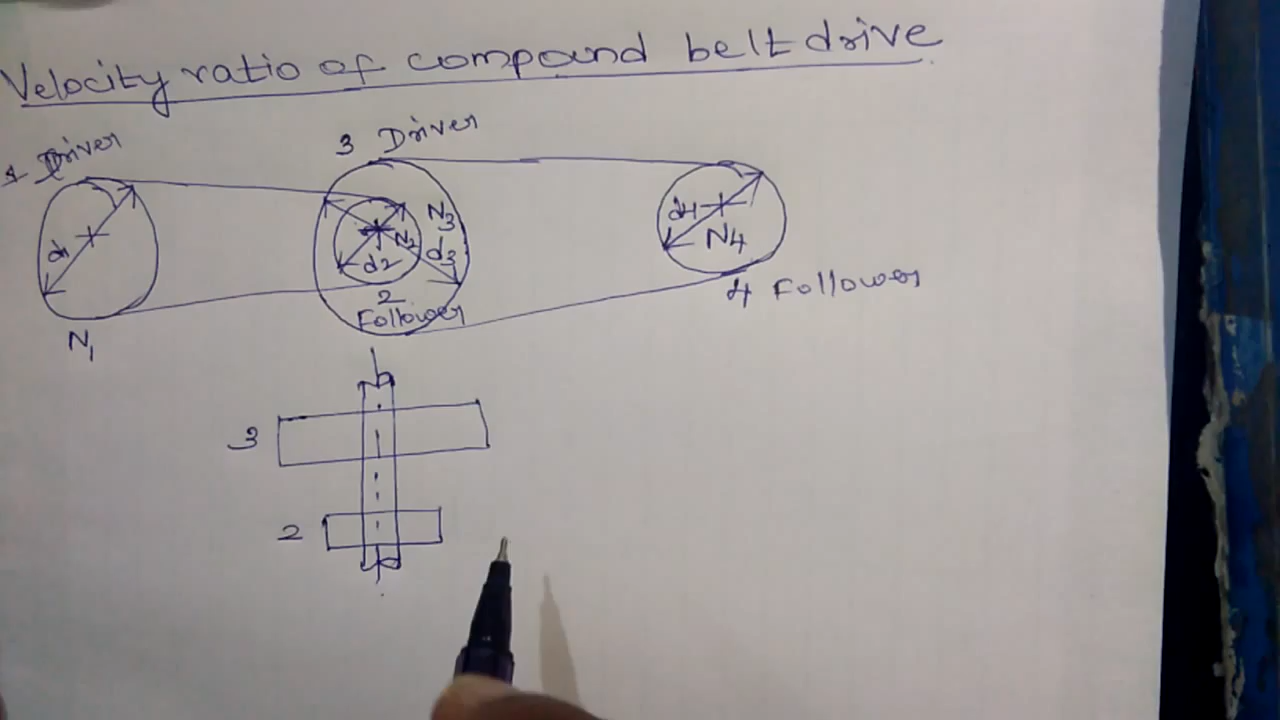 Velocity ratio of compound belt drive
1 Driver
3 Driver
d1
N3
N2
d3
d2
d4
N4
2
Follower
4 Follower
N1
3
2